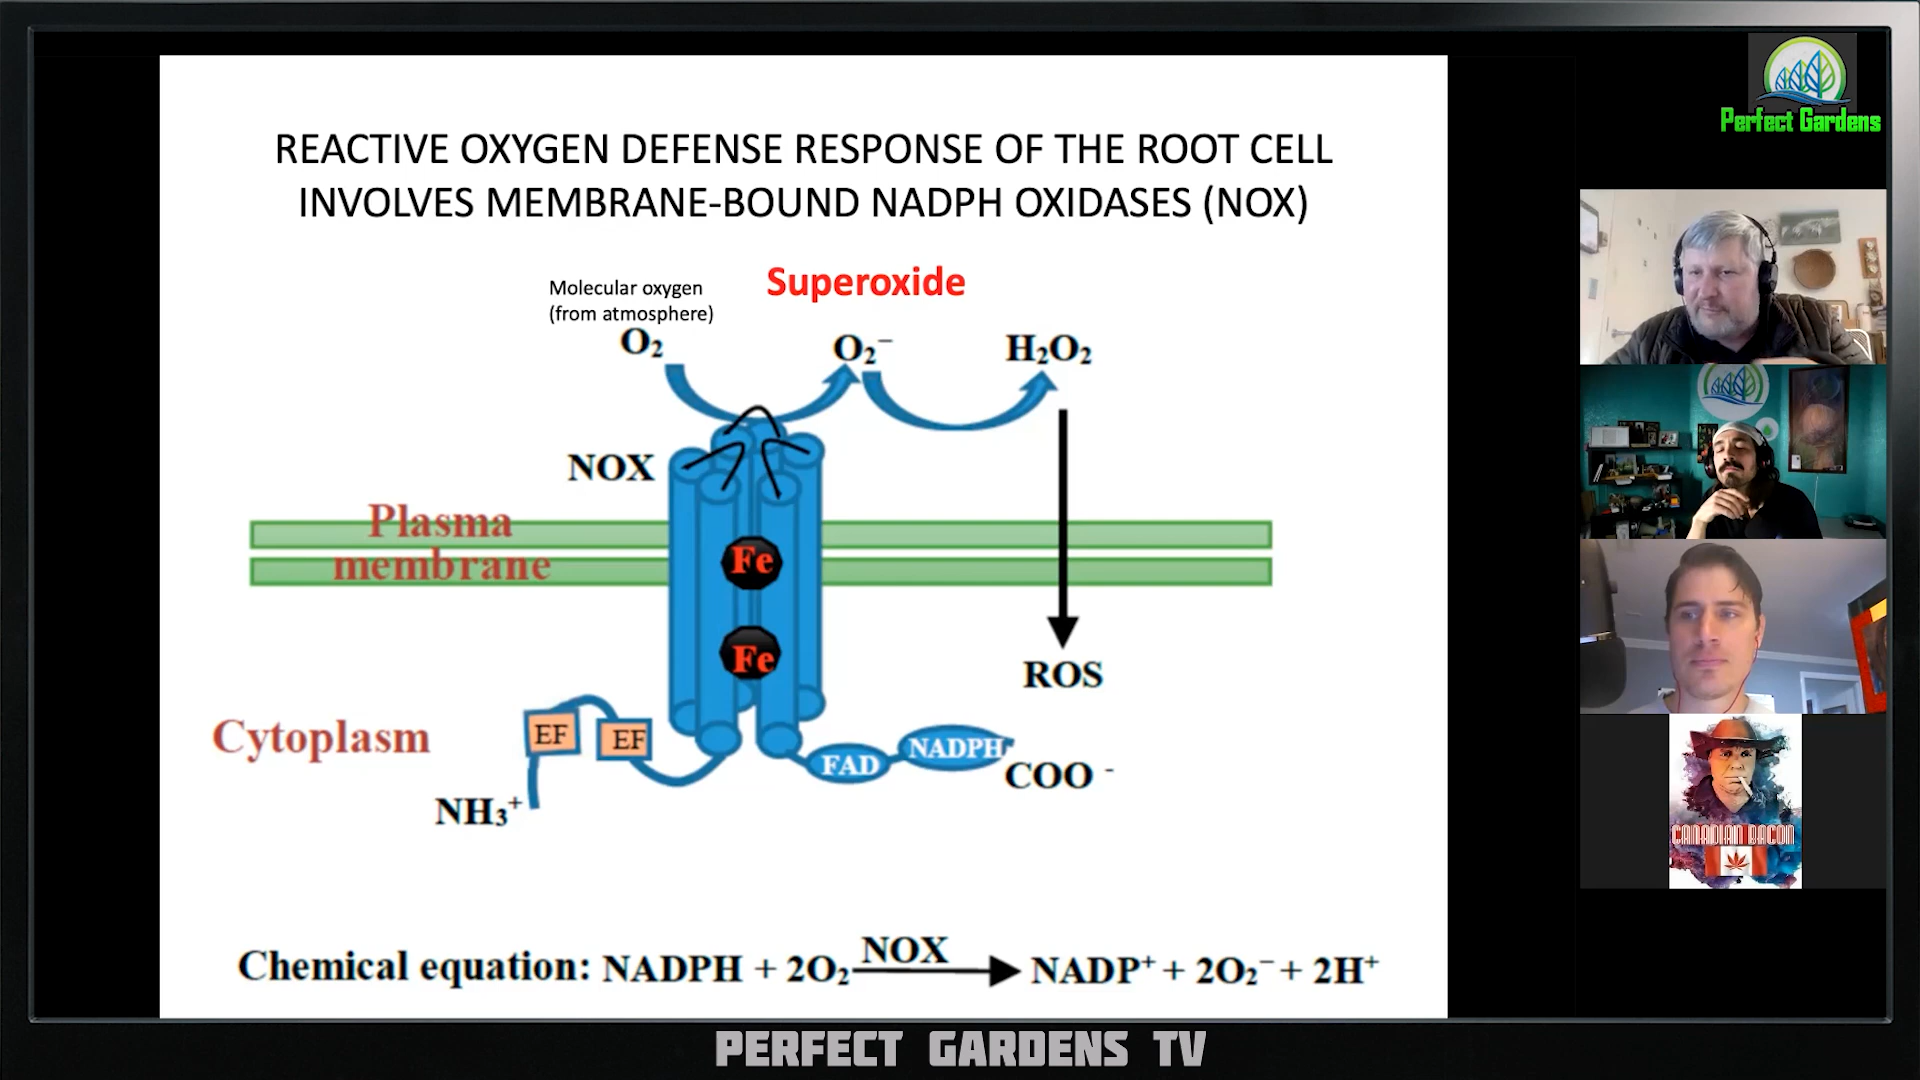 REACTIVE OXYGEN DEFENSE RESPONSE OF THE ROOT CELL
INVOLVES MEMBRANE-BOUND NADPH OXIDASES (NOX)
Molecular oxygen
(from atmosphere)
Superoxide
O₂
O₂⁻
H₂O₂
NOX
Plasma
membrane
Fe
Fe
ROS
Cytoplasm
EF
EF
FAD
NADPH
COO -
NH₃⁺
Chemical equation: NADPH + 2O₂ NOX NADP⁺ + 2O₂⁻ + 2H⁺
Perfect Gardens
CANADIAN BACON
PERFECT GARDENS TV